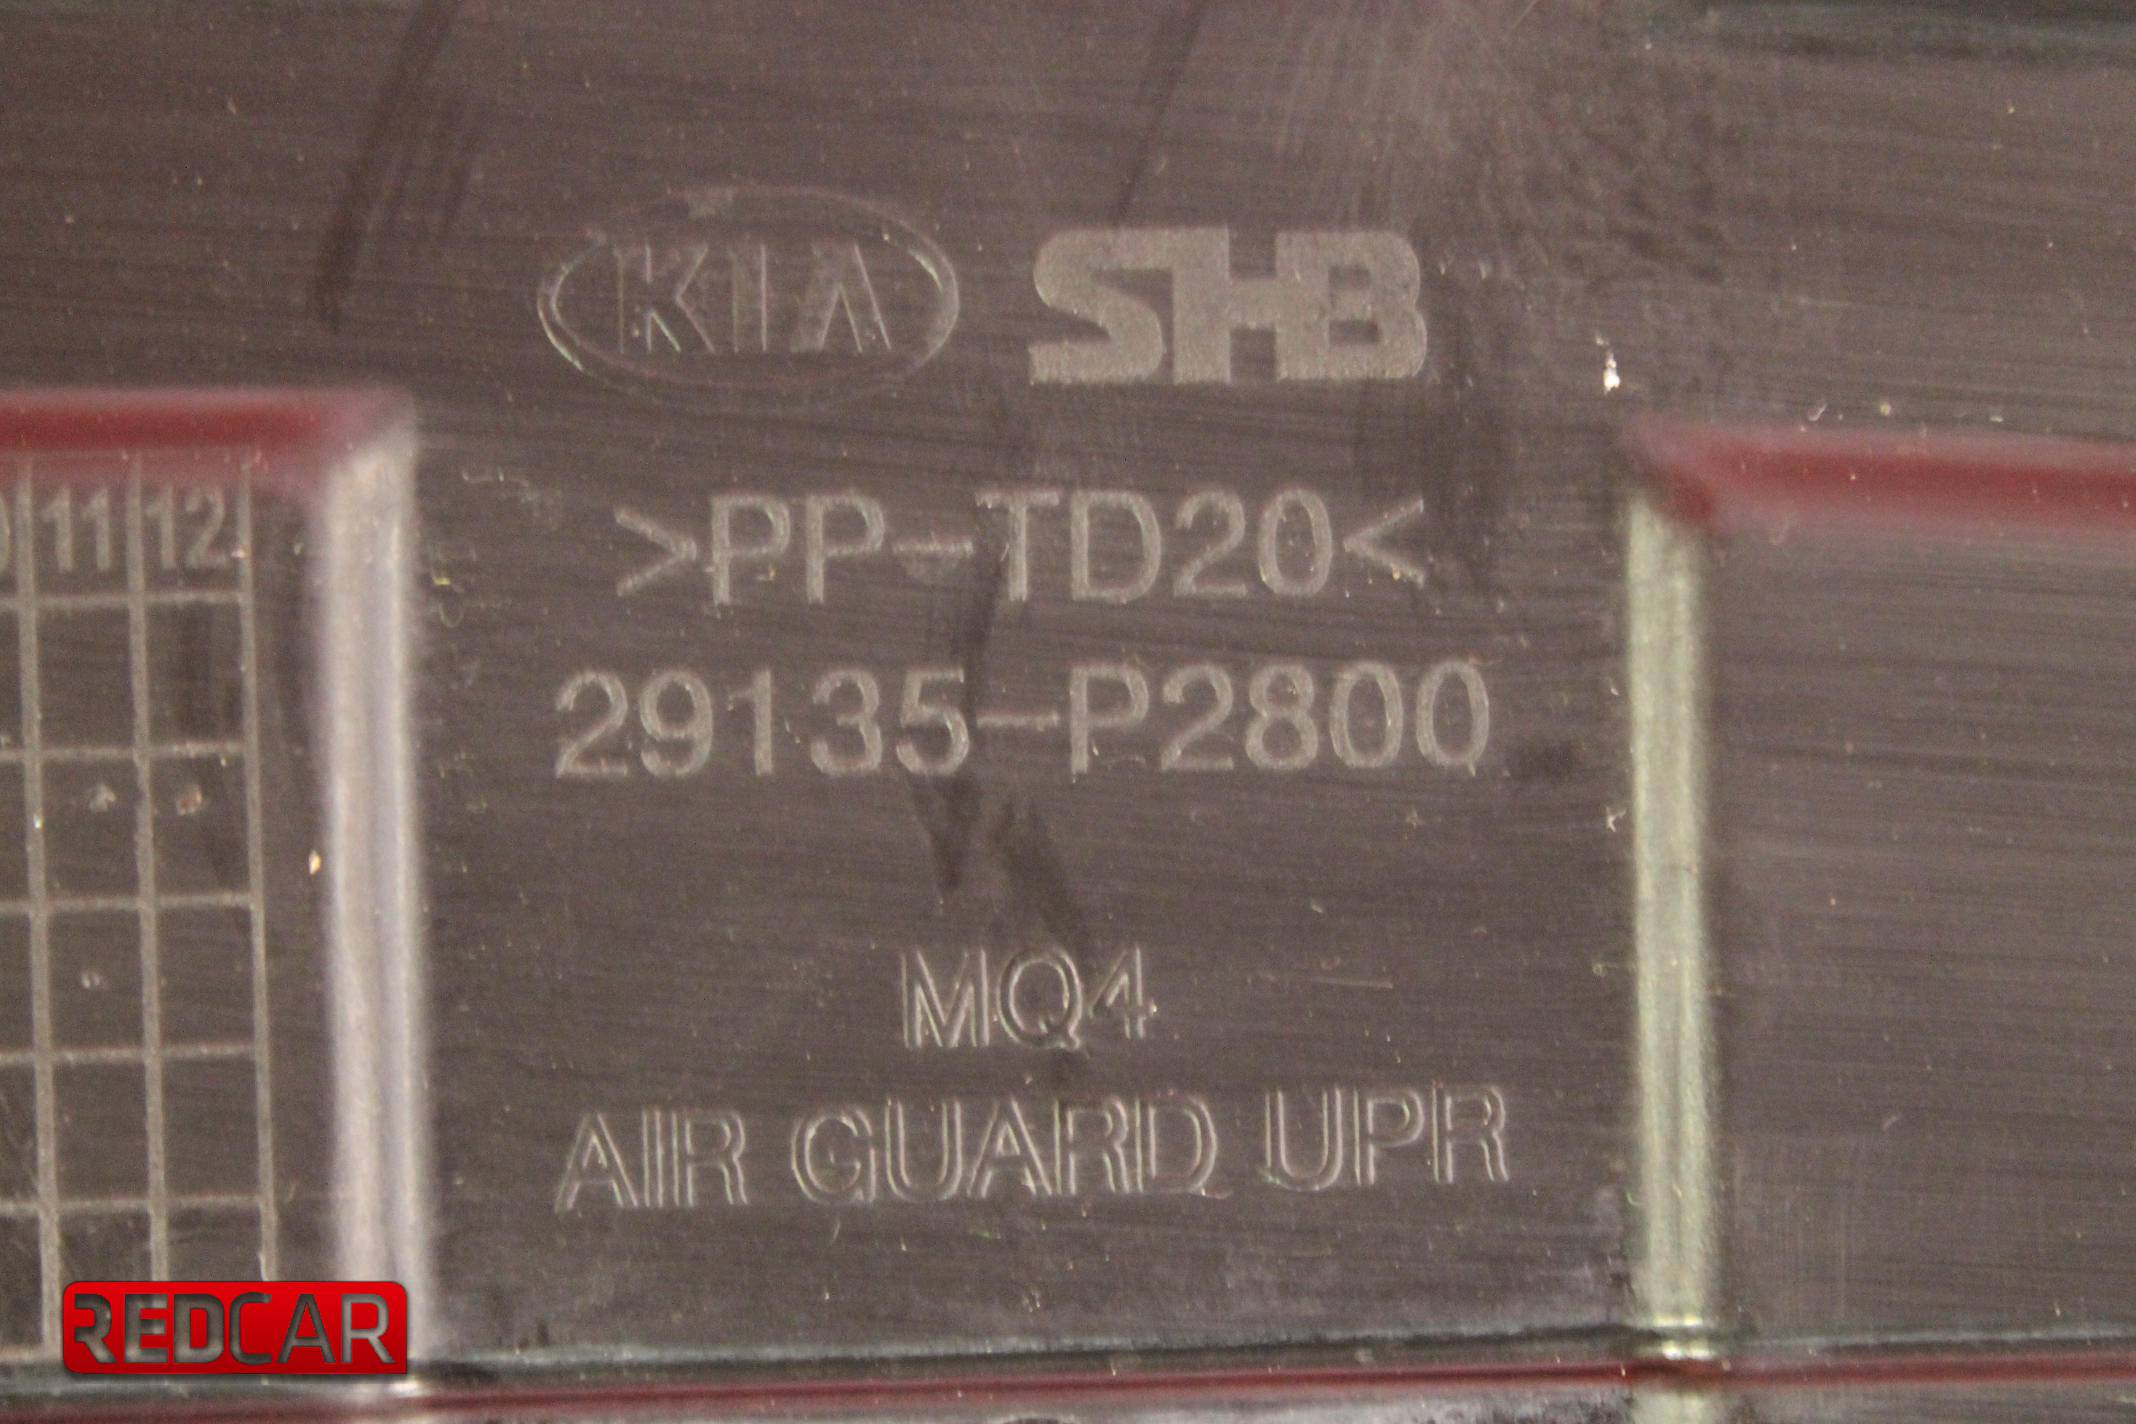 KIA SHB
>PP-TD20<
11 12
29135-P2800
MQ4
AIR GUARD UPR
REDCAR